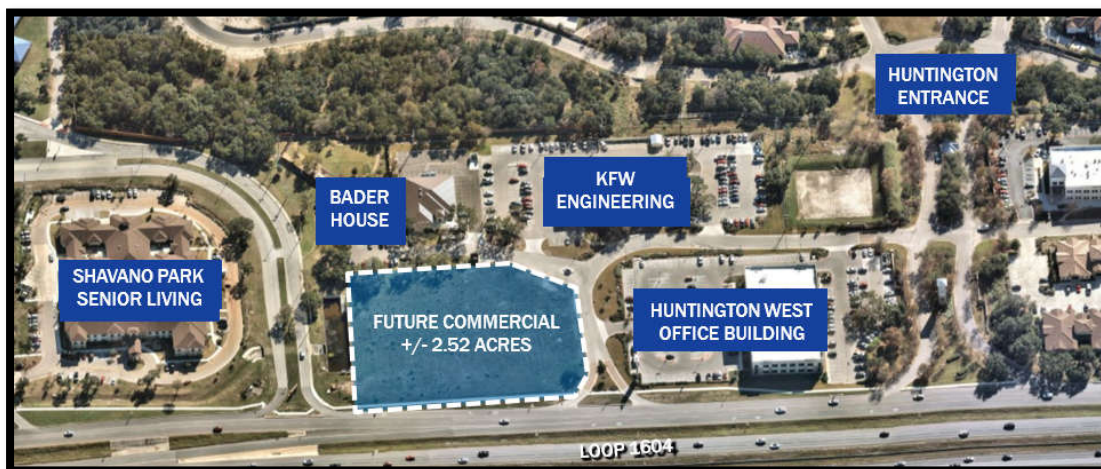 HUNTINGTON
ENTRANCE
BADER
HOUSE
KFW
ENGINEERING
SHAVANO PARK
SENIOR LIVING
FUTURE COMMERCIAL
+/- 2.52 ACRES
HUNTINGTON WEST
OFFICE BUILDING
LOOP 1604